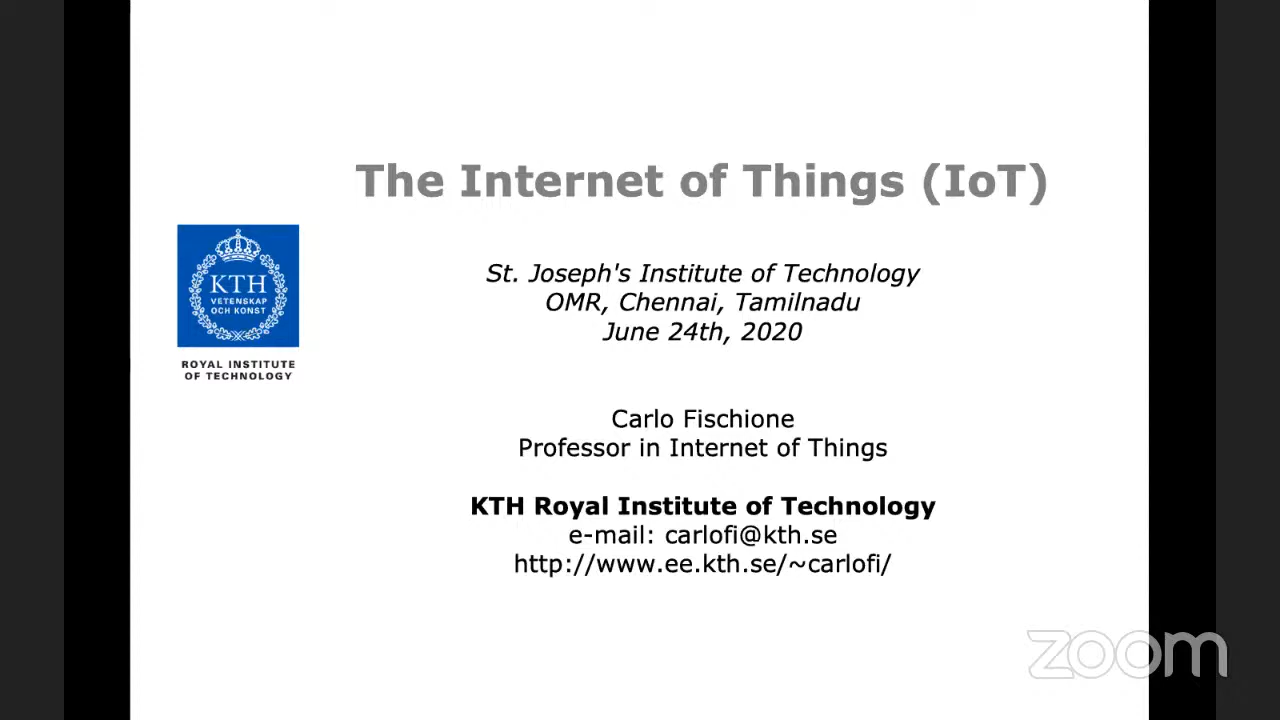 The Internet of Things (IoT)
St. Joseph's Institute of Technology
OMR, Chennai, Tamilnadu
June 24th, 2020
KTH
VETENSKAP
OCH KONST
ROYAL INSTITUTE
OF TECHNOLOGY
Carlo Fischione
Professor in Internet of Things
KTH Royal Institute of Technology
e-mail: carlofi@kth.se
http://www.ee.kth.se/~carlofi/
zoom